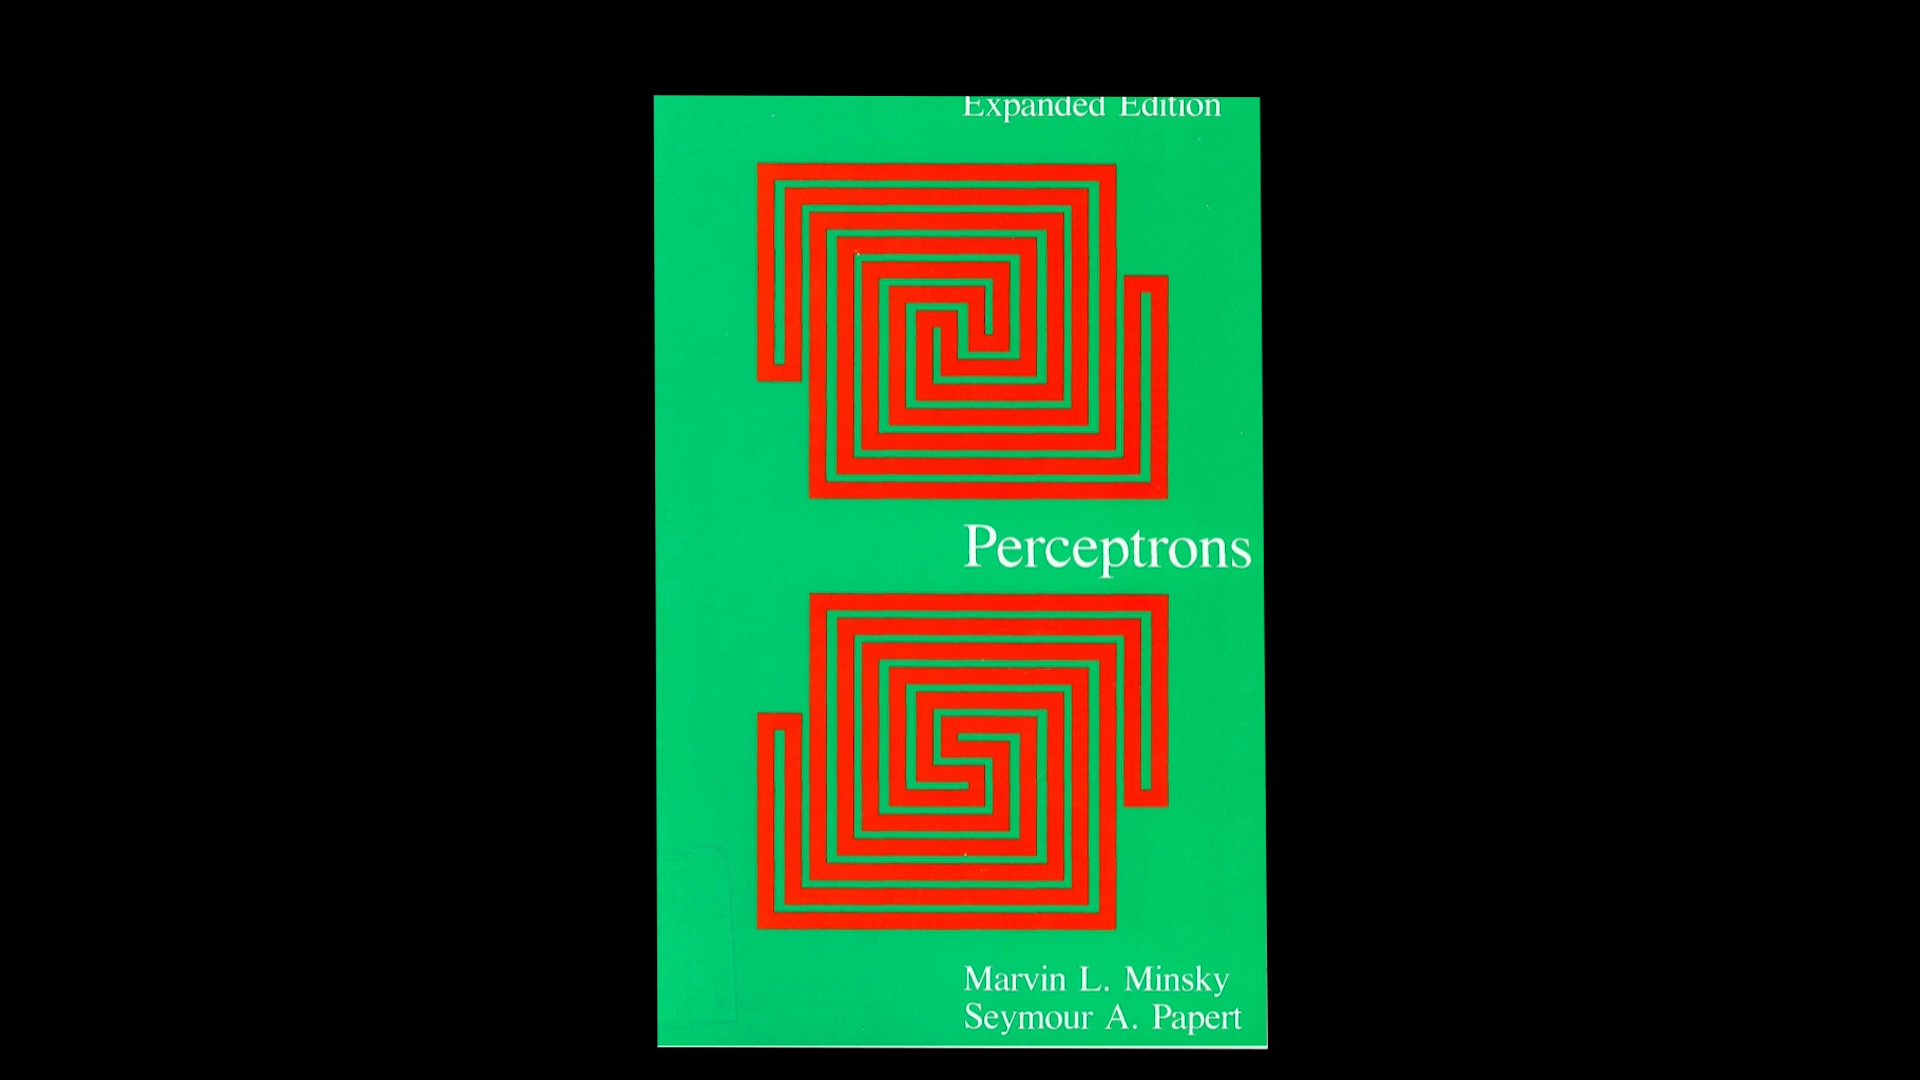 Expanded Edition
Perceptrons
Marvin L. Minsky
Seymour A. Papert